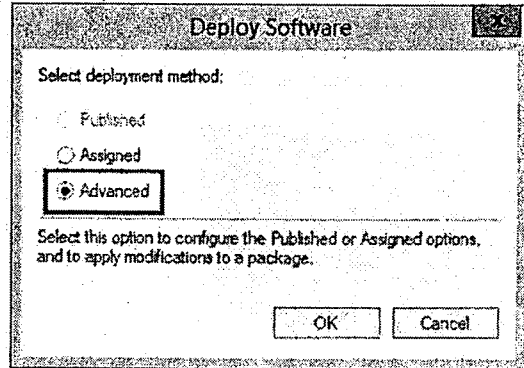 Deploy Software
x
Select deployment method:
Published
Assigned
Advanced
Select this option to configure the Published or Assigned options,
and to apply modifications to a package.
OK
Cancel